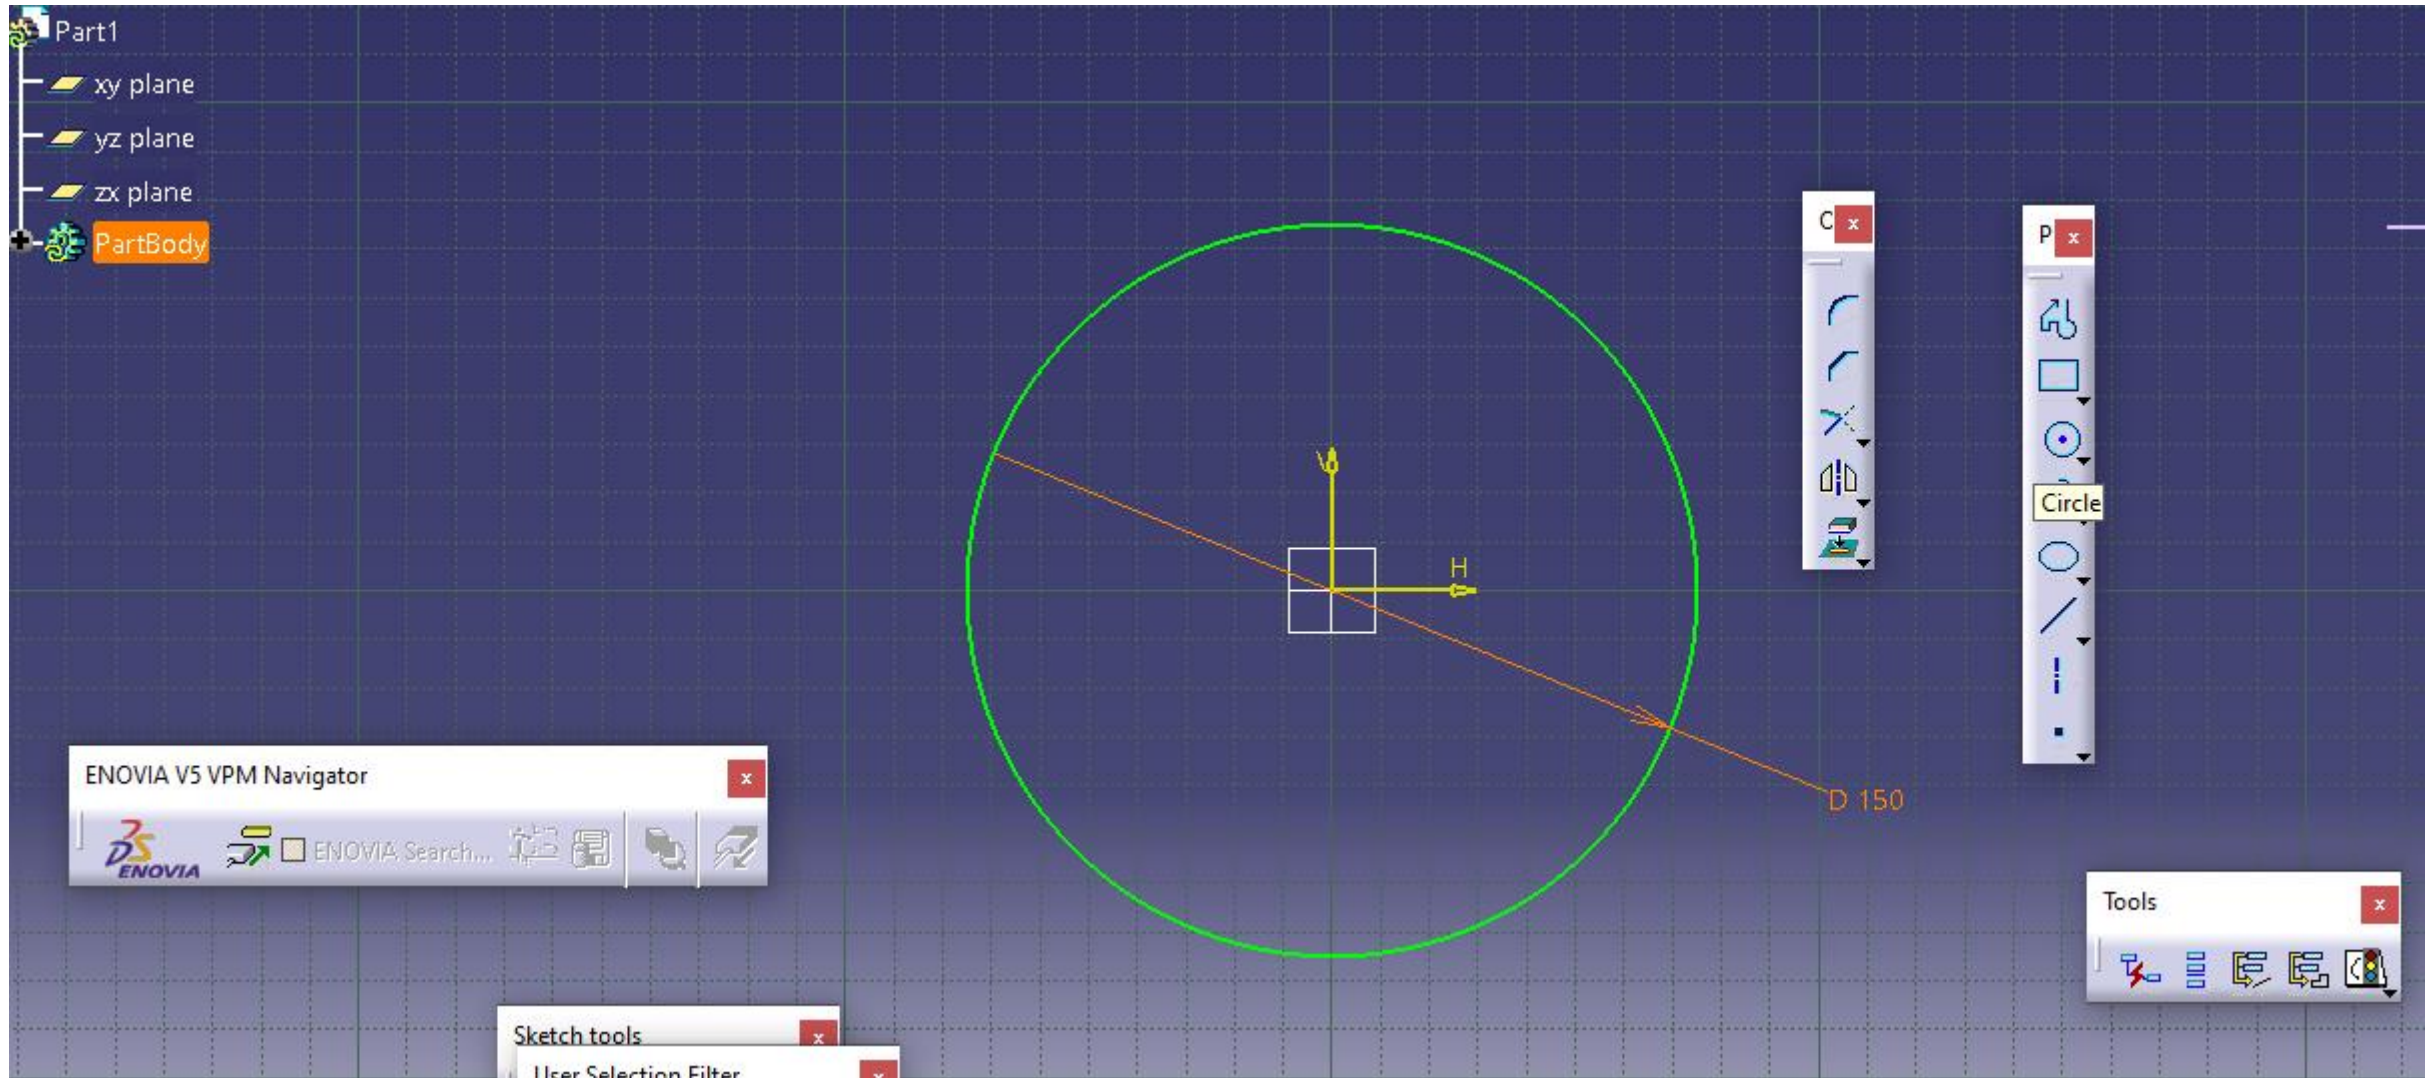 Part1
xy plane
yz plane
zx plane
PartBody
C
P
V
H
Circle
D 150
ENOVIA V5 VPM Navigator
DS ENOVIA
ENOVIA Search...
Tools
Sketch tools
User Selection Filter